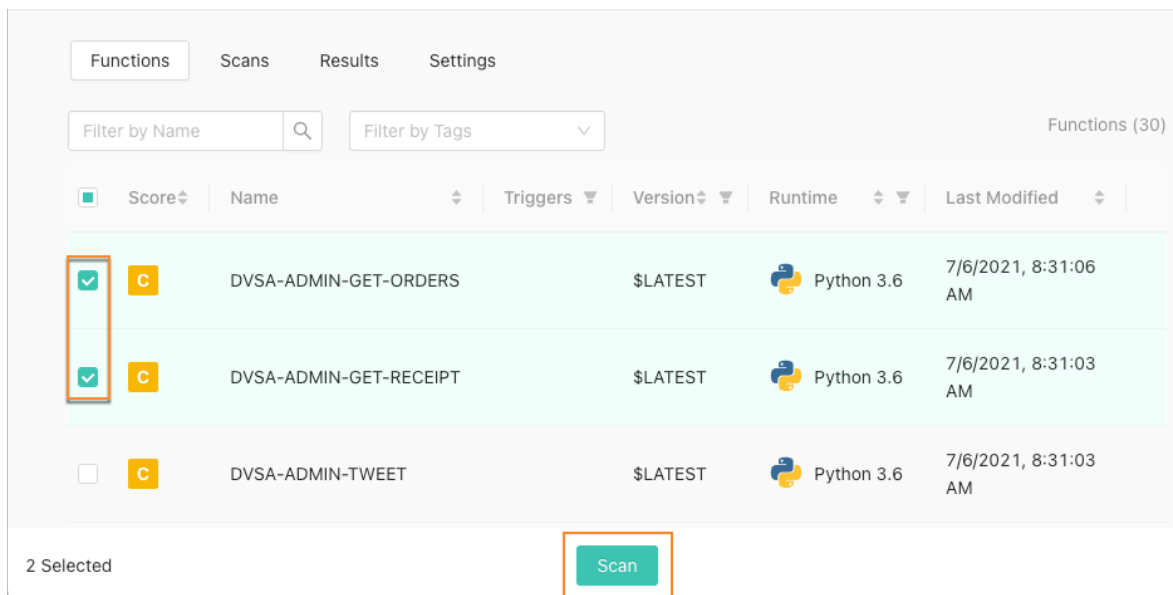 Functions Scans Results Settings
Filter by Name Filter by Tags Functions (30)
Score Name Triggers Version Runtime Last Modified
C DVSA-ADMIN-GET-ORDERS $LATEST Python 3.6 7/6/2021, 8:31:06
AM
C DVSA-ADMIN-GET-RECEIPT $LATEST Python 3.6 7/6/2021, 8:31:03
AM
C DVSA-ADMIN-TWEET $LATEST Python 3.6 7/6/2021, 8:31:03
AM
2 Selected Scan